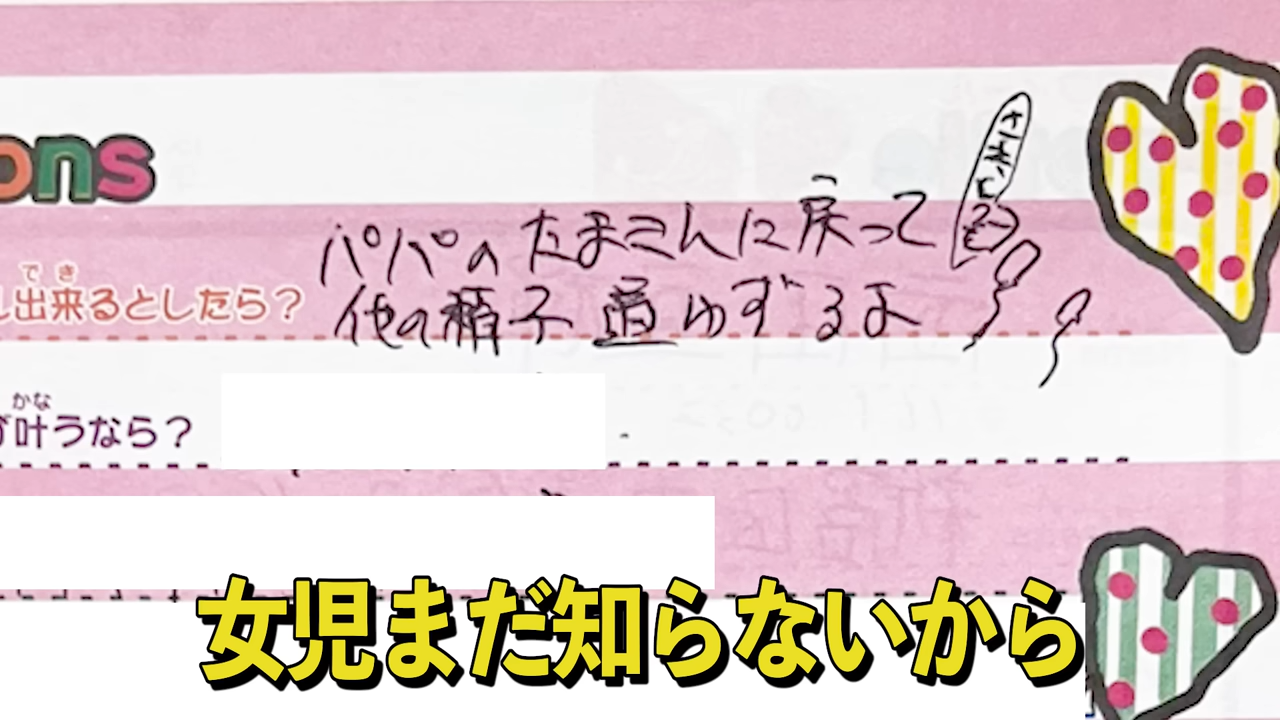 ons
でき
し出来るとしたら？
パパのたまきんに戻って
他の精子道ゆずるよ
かな
が叶うなら？
女児まだ知らないから